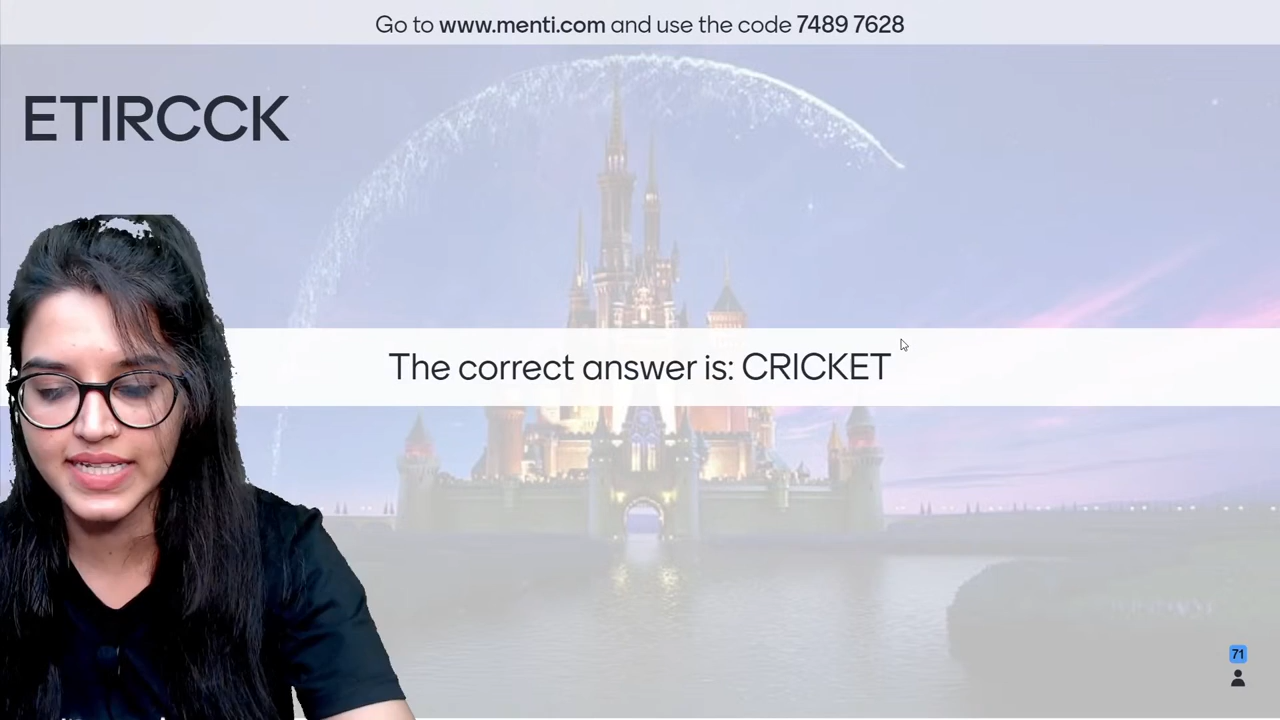 Go to www.menti.com and use the code 7489 7628
ETIRCCK
The correct answer is: CRICKET
71